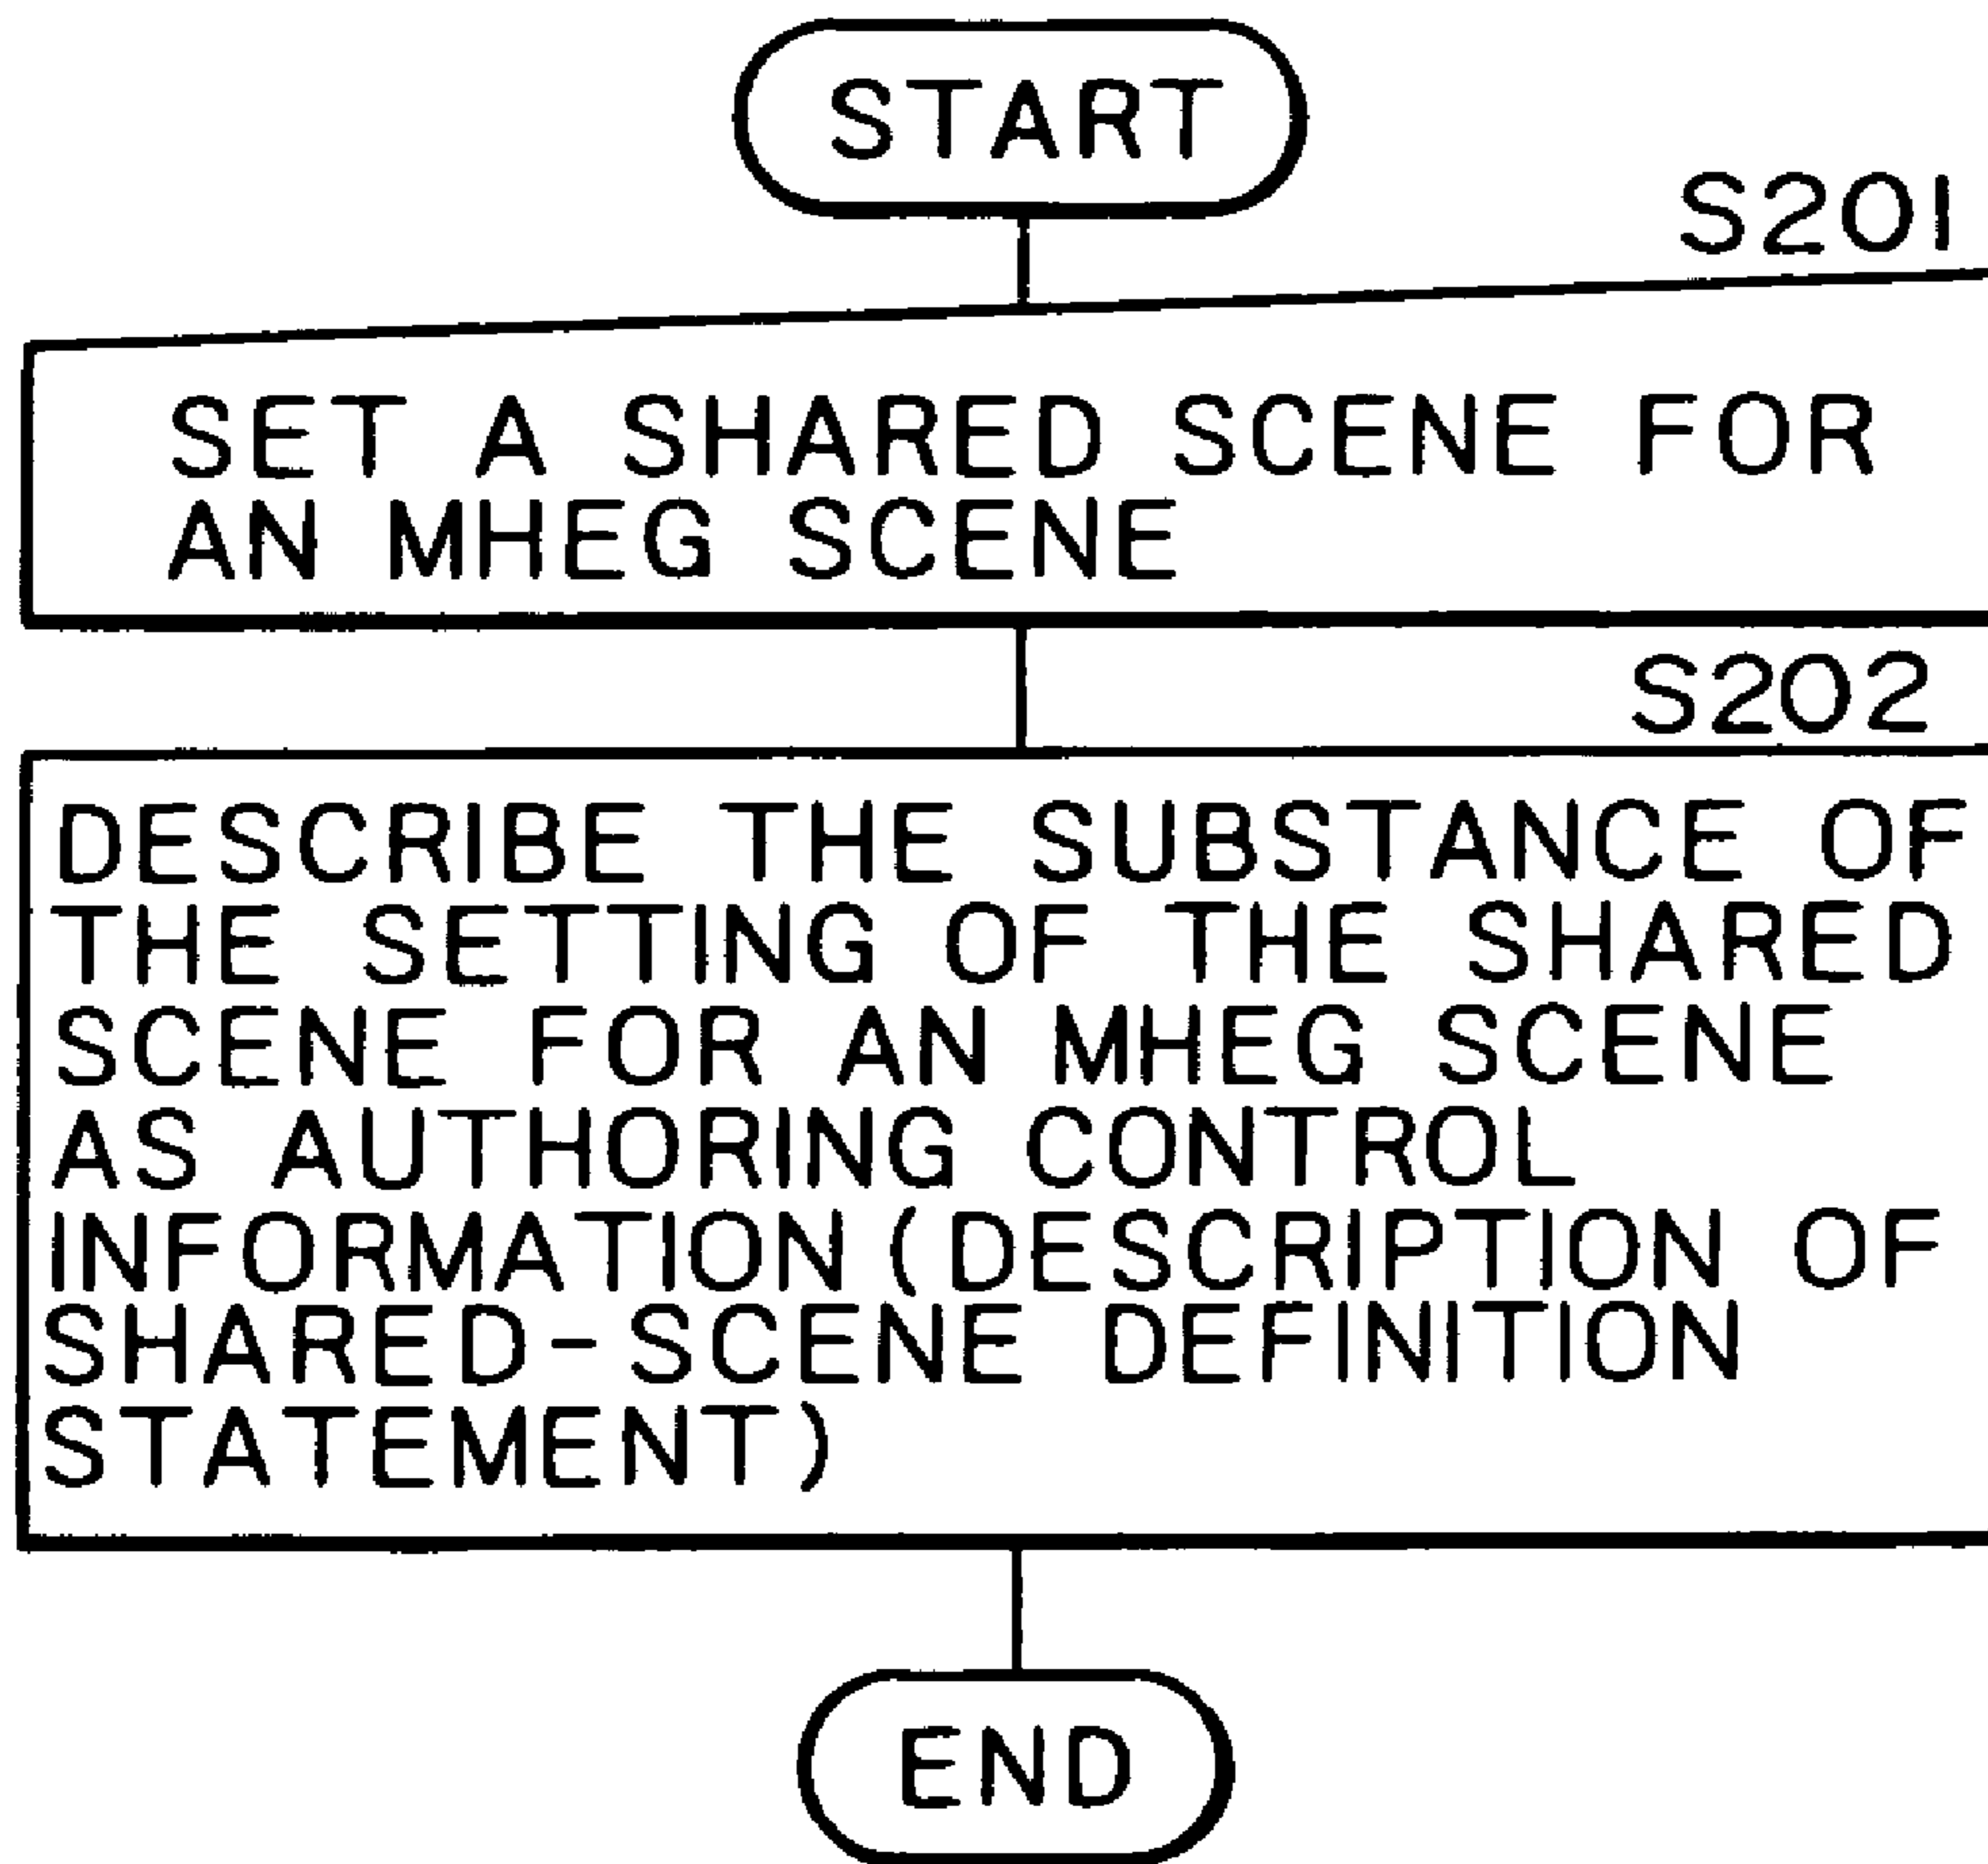 START
S201
SET A SHARED SCENE FOR
AN MHEG SCENE
S202
DESCRIBE THE SUBSTANCE OF
THE SETTING OF THE SHARED
SCENE FOR AN MHEG SCENE
AS AUTHORING CONTROL
INFORMATION (DESCRIPTION OF
SHARED-SCENE DEFINITION
STATEMENT)
END